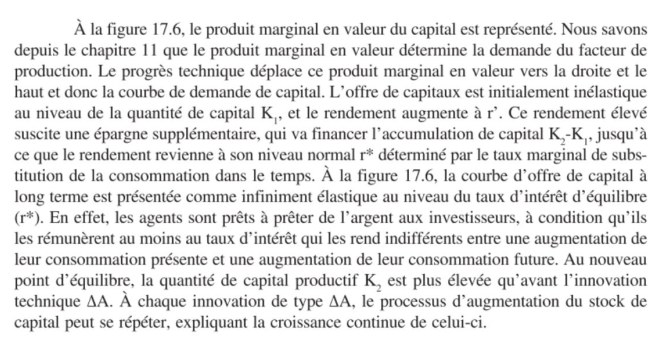 À la figure 17.6, le produit marginal en valeur du capital est représenté. Nous savons
depuis le chapitre 11 que le produit marginal en valeur détermine la demande du facteur de
production. Le progrès technique déplace ce produit marginal en valeur vers la droite et le
haut et donc la courbe de demande de capital. L’offre de capitaux est initialement inélastique
au niveau de la quantité de capital K₁, et le rendement augmente à r’. Ce rendement élevé
suscite une épargne supplémentaire, qui va financer l’accumulation de capital K₂-K₁, jusqu’à
ce que le rendement revienne à son niveau normal r* déterminé par le taux marginal de subs-
titution de la consommation dans le temps. À la figure 17.6, la courbe d’offre de capital à
long terme est présentée comme infiniment élastique au niveau du taux d’intérêt d’équilibre
(r*). En effet, les agents sont prêts à prêter de l’argent aux investisseurs, à condition qu’ils
les rémunèrent au moins au taux d’intérêt qui les rend indifférents entre une augmentation de
leur consommation présente et une augmentation de leur consommation future. Au nouveau
point d’équilibre, la quantité de capital productif K₂ est plus élevée qu’avant l’innovation
technique ΔA. À chaque innovation de type ΔA, le processus d’augmentation du stock de
capital peut se répéter, expliquant la croissance continue de celui-ci.